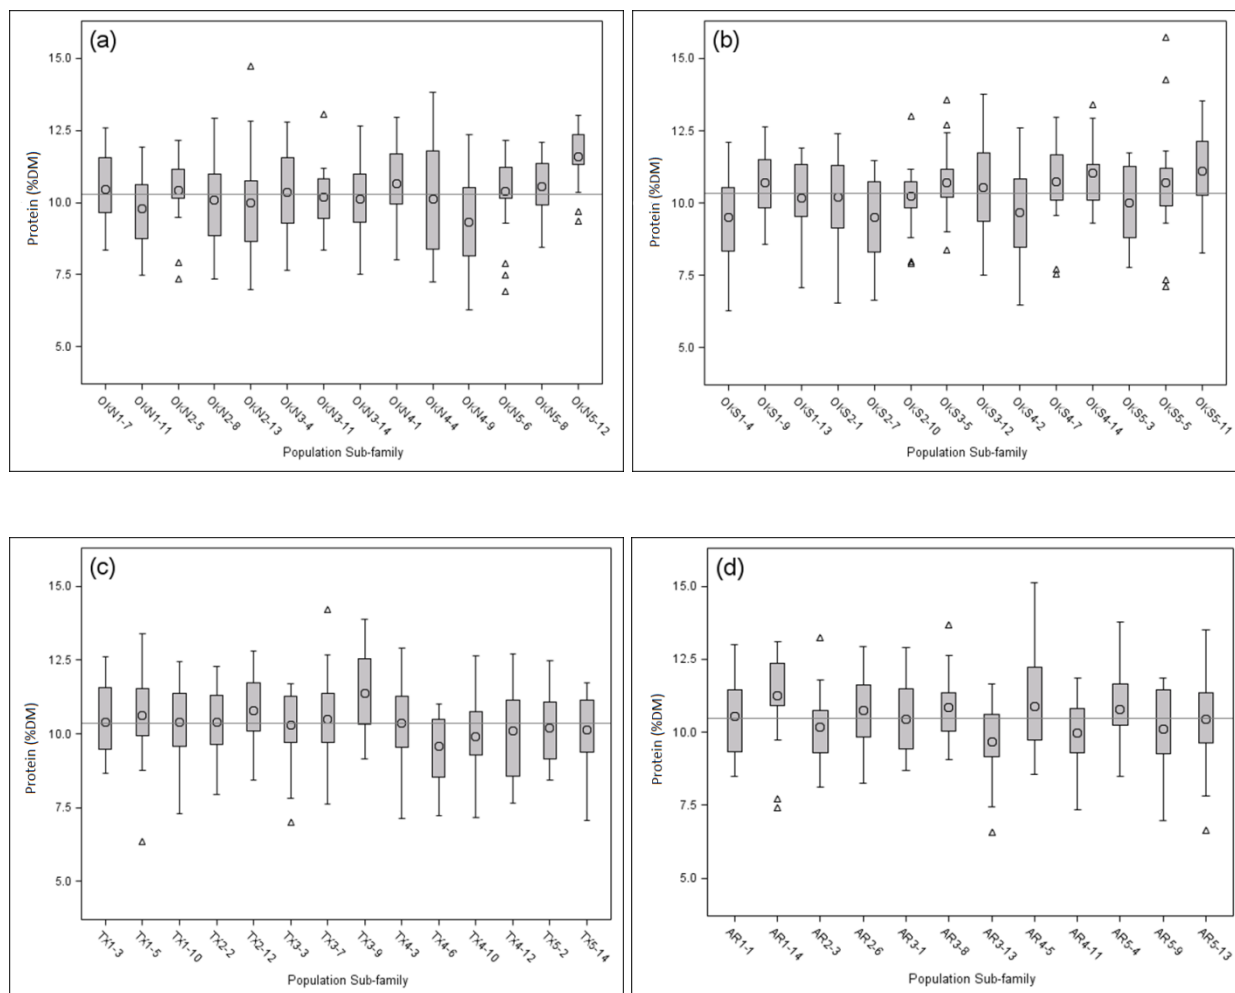 (a)
15.0
12.5
10.0
7.5
5.0
Protein (%DM)
OKN1-7 OKN1-11 OKN2-5 OKN2-8 OKN2-13 OKN3-4 OKN3-11 OKN3-14 OKN4-1 OKN4-4 OKN4-9 OKN5-6 OKN5-8 OKN5-12
Population Sub-family
(b)
15.0
12.5
10.0
7.5
5.0
Protein (%DM)
OKS1-4 OKS1-9 OKS1-13 OKS2-1 OKS2-7 OKS2-10 OKS3-5 OKS3-12 OKS4-2 OKS4-7 OKS4-14 OKS5-3 OKS5-5 OKS5-11
Population Sub-family
(c)
15.0
12.5
10.0
7.5
5.0
Protein (%DM)
TX1-3 TX1-5 TX1-10 TX2-2 TX2-12 TX3-3 TX3-7 TX3-9 TX4-3 TX4-6 TX4-10 TX4-12 TX5-2 TX5-14
Population Sub-family
(d)
15.0
12.5
10.0
7.5
5.0
Protein (%DM)
AR1-1 AR1-14 AR2-3 AR2-6 AR3-1 AR3-8 AR3-13 AR4-5 AR4-11 AR5-4 AR5-9 AR5-13
Population Sub-family